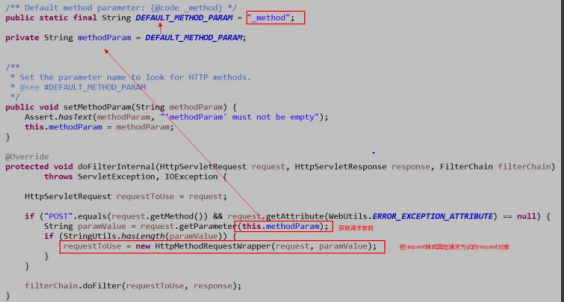 /** Default method parameter: {@code _method} */
public static final String DEFAULT_METHOD_PARAM = "_method";
private String methodParam = DEFAULT_METHOD_PARAM;
/**
 * Set the parameter name to look for HTTP methods.
 * @see #DEFAULT_METHOD_PARAM
 */
public void setMethodParam(String methodParam) {
    Assert.hasText(methodParam, "'methodParam' must not be empty");
    this.methodParam = methodParam;
}
@Override
protected void doFilterInternal(HttpServletRequest request, HttpServletResponse response, FilterChain filterChain)
        throws ServletException, IOException {
    HttpServletRequest requestToUse = request;
    if ("POST".equals(request.getMethod()) && request.getAttribute(WebUtils.ERROR_EXCEPTION_ATTRIBUTE) == null) {
        String paramValue = request.getParameter(this.methodParam); 获取请求参数
        if (StringUtils.hasLength(paramValue)) {
            requestToUse = new HttpMethodRequestWrapper(request, paramValue); 把request转成固定请求方式的request对象
        }
    }
    filterChain.doFilter(requestToUse, response);
}